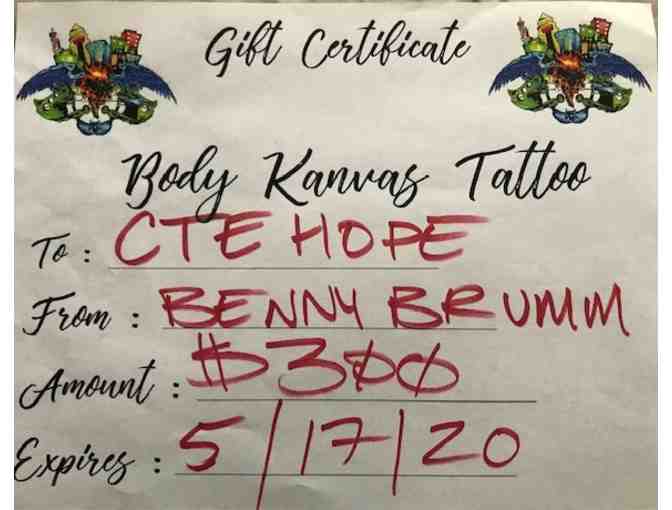 Gift Certificate
Body Kanvas Tattoo
To : CTE HOPE
From : BENNY BRUMM
Amount : $300
Expires : 5/17/20